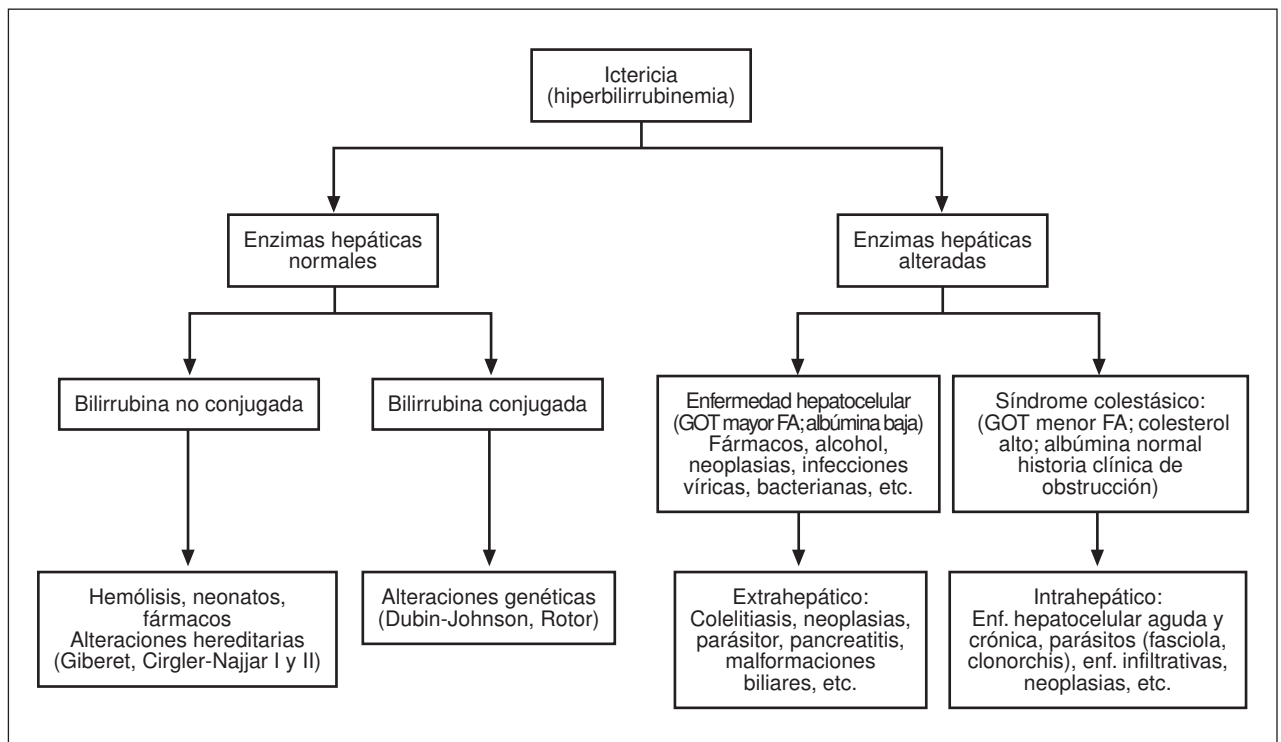 Ictericia
(hiperbilirrubinemia)
Enzimas hepáticas
normales
Enzimas hepáticas
alteradas
Bilirrubina no conjugada
Bilirrubina conjugada
Enfermedad hepatocelular
(GOT mayor FA; albúmina baja)
Fármacos, alcohol,
neoplasias, infecciones
víricas, bacterianas, etc.
Síndrome colestásico:
(GOT menor FA; colesterol
alto; albúmina normal
historia clínica de
obstrucción)
Hemólisis, neonatos,
fármacos
Alteraciones hereditarias
(Giberet, Cirgler-Najjar I y II)
Alteraciones genéticas
(Dubin-Johnson, Rotor)
Extrahepático:
Colelitiasis, neoplasias,
parásitor, pancreatitis,
malformaciones
biliares, etc.
Intrahepático:
Enf. hepatocelular aguda y
crónica, parásitos (fasciola,
clonorchis), enf. infiltrativas,
neoplasias, etc.